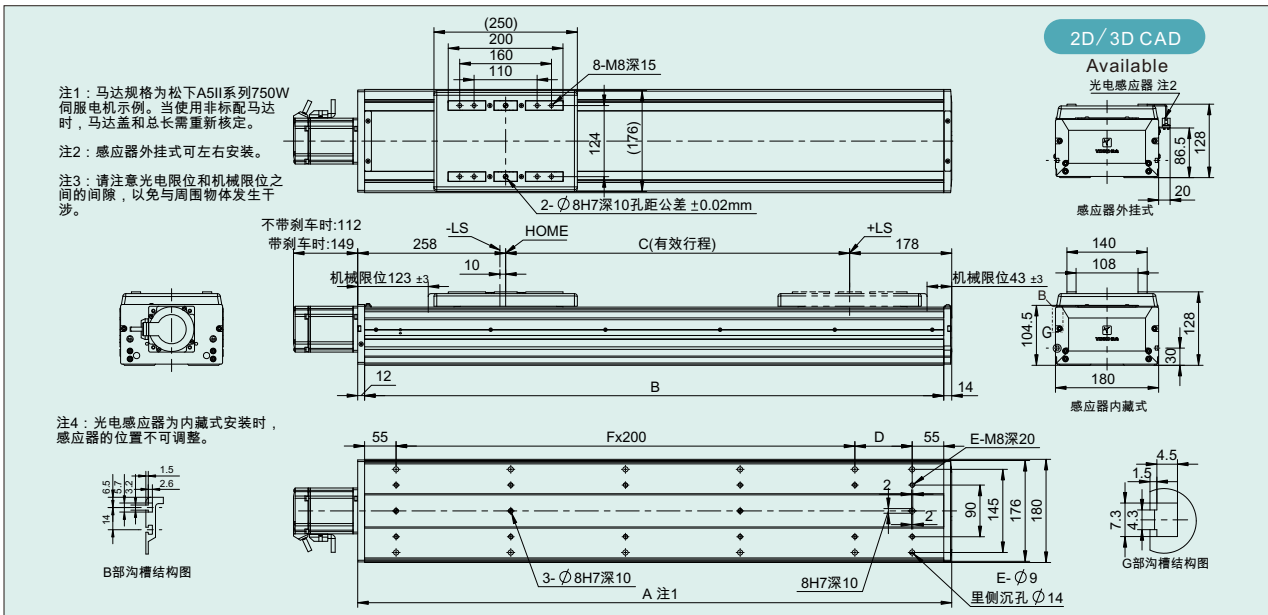 2D/3D CAD
Available
注1：马达规格为松下A5II系列750W
伺服电机示例。当使用非标配马达
时，马达盖和总长需重新核定。
注2：感应器外挂式可左右安装。
注3：请注意光电限位和机械限位之
间的间隙，以免与周围物体发生干
涉。
(250)
200
160
110
8-M8深15
124
(176)
2-∅8H7深10孔距公差 ±0.02mm
光电感应器 注2
86.5
128
20
感应器外挂式
不带刹车时:112
带刹车时:149
258
-LS
HOME
C(有效行程)
+LS
178
10
机械限位123 ±3
机械限位43 ±3
12
B
14
140
108
B
G
104.5
30
128
180
感应器内藏式
注4：光电感应器为内藏式安装时，
感应器的位置不可调整。
1.5
2.6
6.5
5.7
3.2
14
B部沟槽结构图
55
Fx200
D
55
E-M8深20
2
2
90
145
176
180
3-∅8H7深10
8H7深10
E-∅9
里侧沉孔∅14
A 注1
4.5
1.5
7.3
4.3
G部沟槽结构图